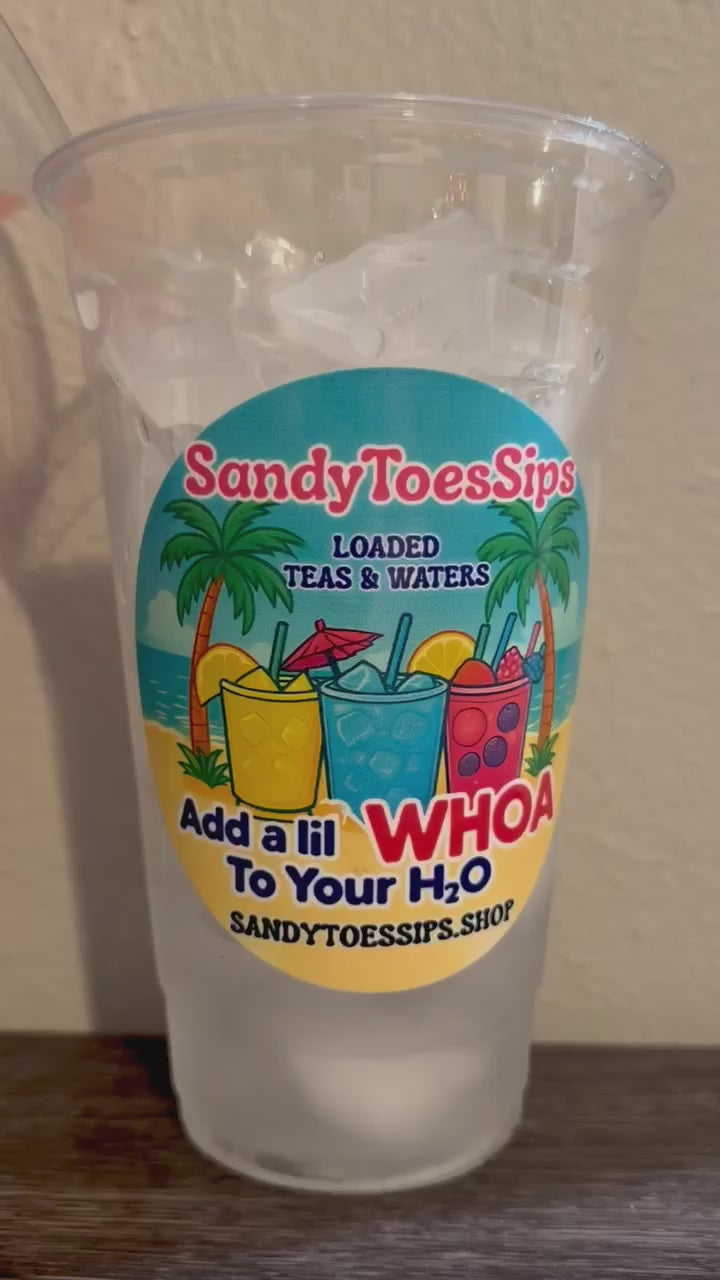 SandyToesSips
LOADED
TEAS & WATERS
Add a lil WHOA
To Your H₂O
SANDYTOESSIPS.SHOP